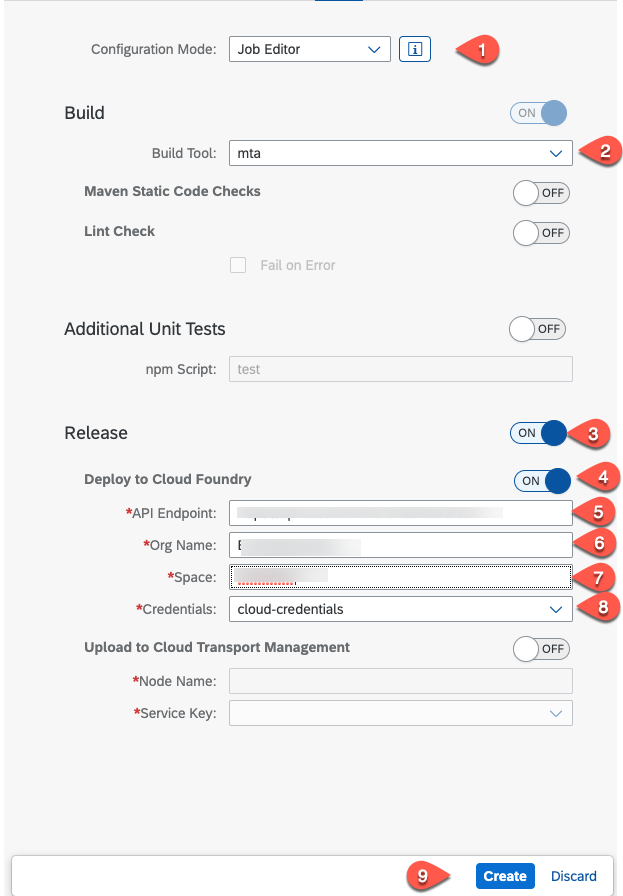 Configuration Mode: Job Editor i 1
Build ON
Build Tool: mta 2
Maven Static Code Checks OFF
Lint Check OFF
Fail on Error
Additional Unit Tests OFF
npm Script: test
Release ON 3
Deploy to Cloud Foundry ON 4
*API Endpoint: 5
*Org Name: 6
*Space: 7
*Credentials: cloud-credentials 8
Upload to Cloud Transport Management OFF
*Node Name:
*Service Key:
9 Create Discard